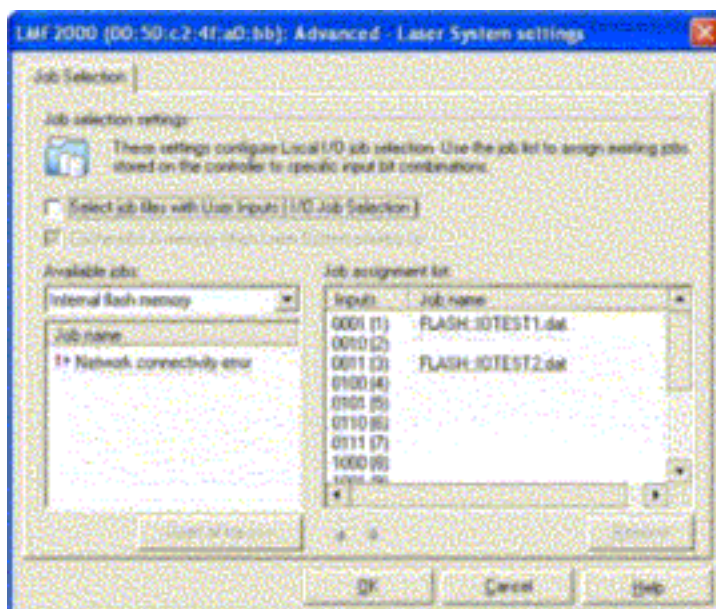 LMF2000 (00:50:c2:4f:a0:bb): Advanced - Laser System settings
Job Selection
Job selection settings
These settings configure Local I/O job selection. Use the job list to assign existing jobs
stored on the controller to specific input bit combinations.
Select job files with User Inputs (I/O Job Selection)
Available jobs:
Internal flash memory
Job name
!• Network connectivity error
Job assignment list:
Inputs Job name
0001 (1) FLASH::IOTEST1.dat
0010 (2)
0011 (3) FLASH::IOTEST2.dat
0100 (4)
0101 (5)
0110 (6)
0111 (7)
1000 (8)
1001 (9)
Remove
OK Cancel Help